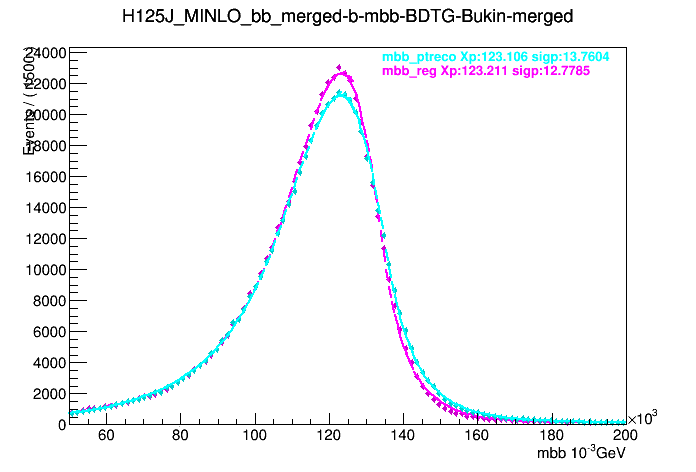 H125J_MINLO_bb_merged-b-mbb-BDTG-Bukin-merged
mbb_ptreco Xp:123.106 sigp:13.7604
mbb_reg Xp:123.211 sigp:12.7785
24000
22000
20000
18000
16000
14000
12000
10000
8000
6000
4000
2000
0
60 80 100 120 140 160 180 200
×10³
mbb 10⁻³GeV
Events / (